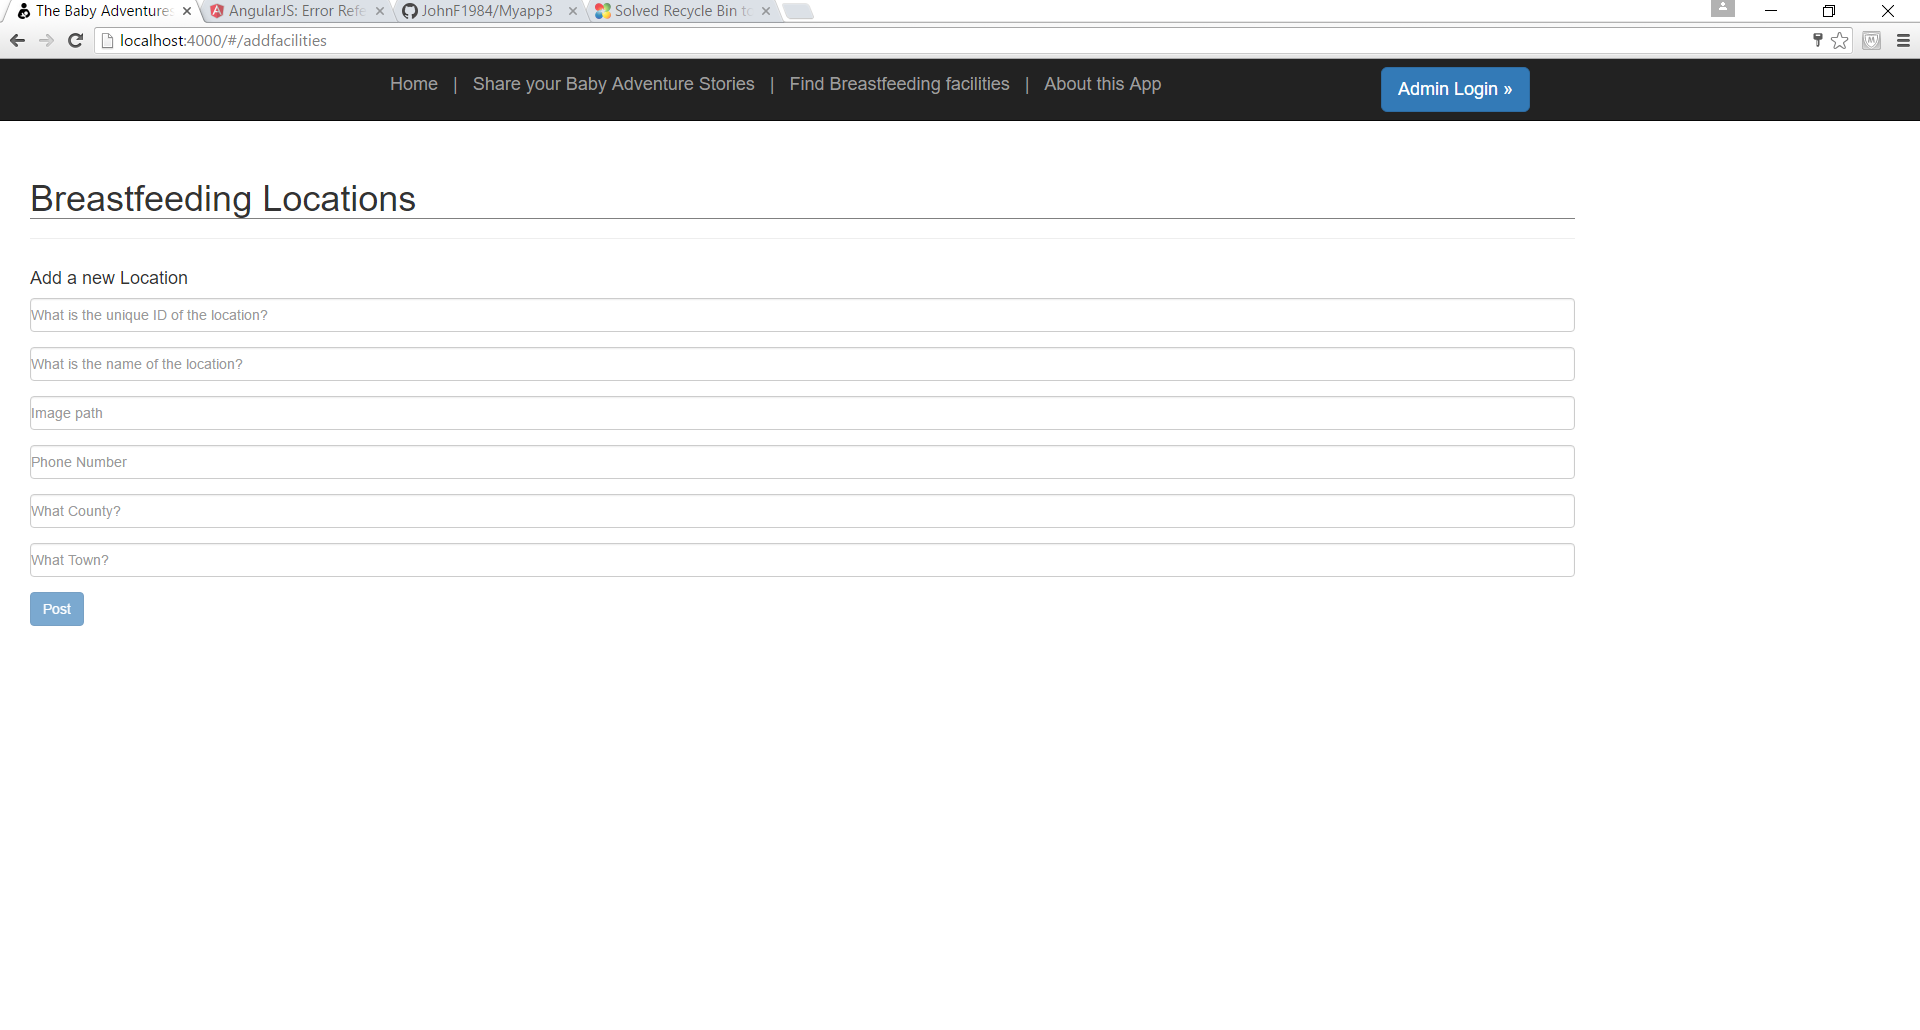 The Baby Adventures
AngularJS: Error Refe
JohnF1984/Myapp3
Solved Recycle Bin to
localhost:4000/#/addfacilities
Home | Share your Baby Adventure Stories | Find Breastfeeding facilities | About this App
Admin Login »
Breastfeeding Locations
Add a new Location
What is the unique ID of the location?
What is the name of the location?
Image path
Phone Number
What County?
What Town?
Post